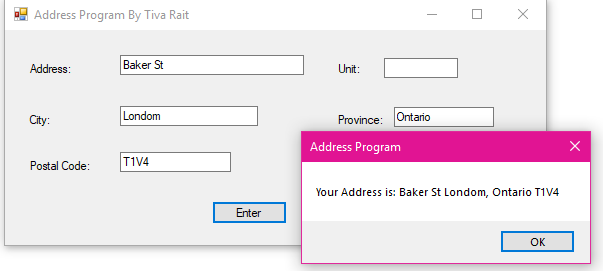 Address Program By Tiva Rait
Address: Baker St Unit:
City: Londom Province: Ontario
Postal Code: T1V4
Enter
Address Program
Your Address is: Baker St Londom, Ontario T1V4
OK